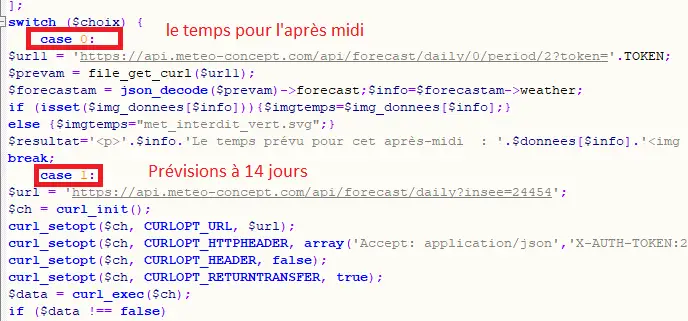 ];
switch ($choix) {
case 0: le temps pour l'après midi
$url1 = 'https://api.meteo-concept.com/api/forecast/daily/0/period/2?token='.TOKEN;
$prevam = file_get_curl($url1);
$forecastam = json_decode($prevam)->forecast;$info=$forecastam->weather;
if (isset($img_donnees[$info])){$imgtemps=$img_donnees[$info];}
else {$imgtemps="met_interdit_vert.svg";}
$resultat='<p>'.$info.'Le temps prévu pour cet après-midi : '.$donnees[$info].'<img
break;
case 1: Prévisions à 14 jours
$url = 'https://api.meteo-concept.com/api/forecast/daily?insee=24454';
$ch = curl_init();
curl_setopt($ch, CURLOPT_URL, $url);
curl_setopt($ch, CURLOPT_HTTPHEADER, array('Accept: application/json','X-AUTH-TOKEN:2
curl_setopt($ch, CURLOPT_HEADER, false);
curl_setopt($ch, CURLOPT_RETURNTRANSFER, true);
$data = curl_exec($ch);
if ($data !== false)